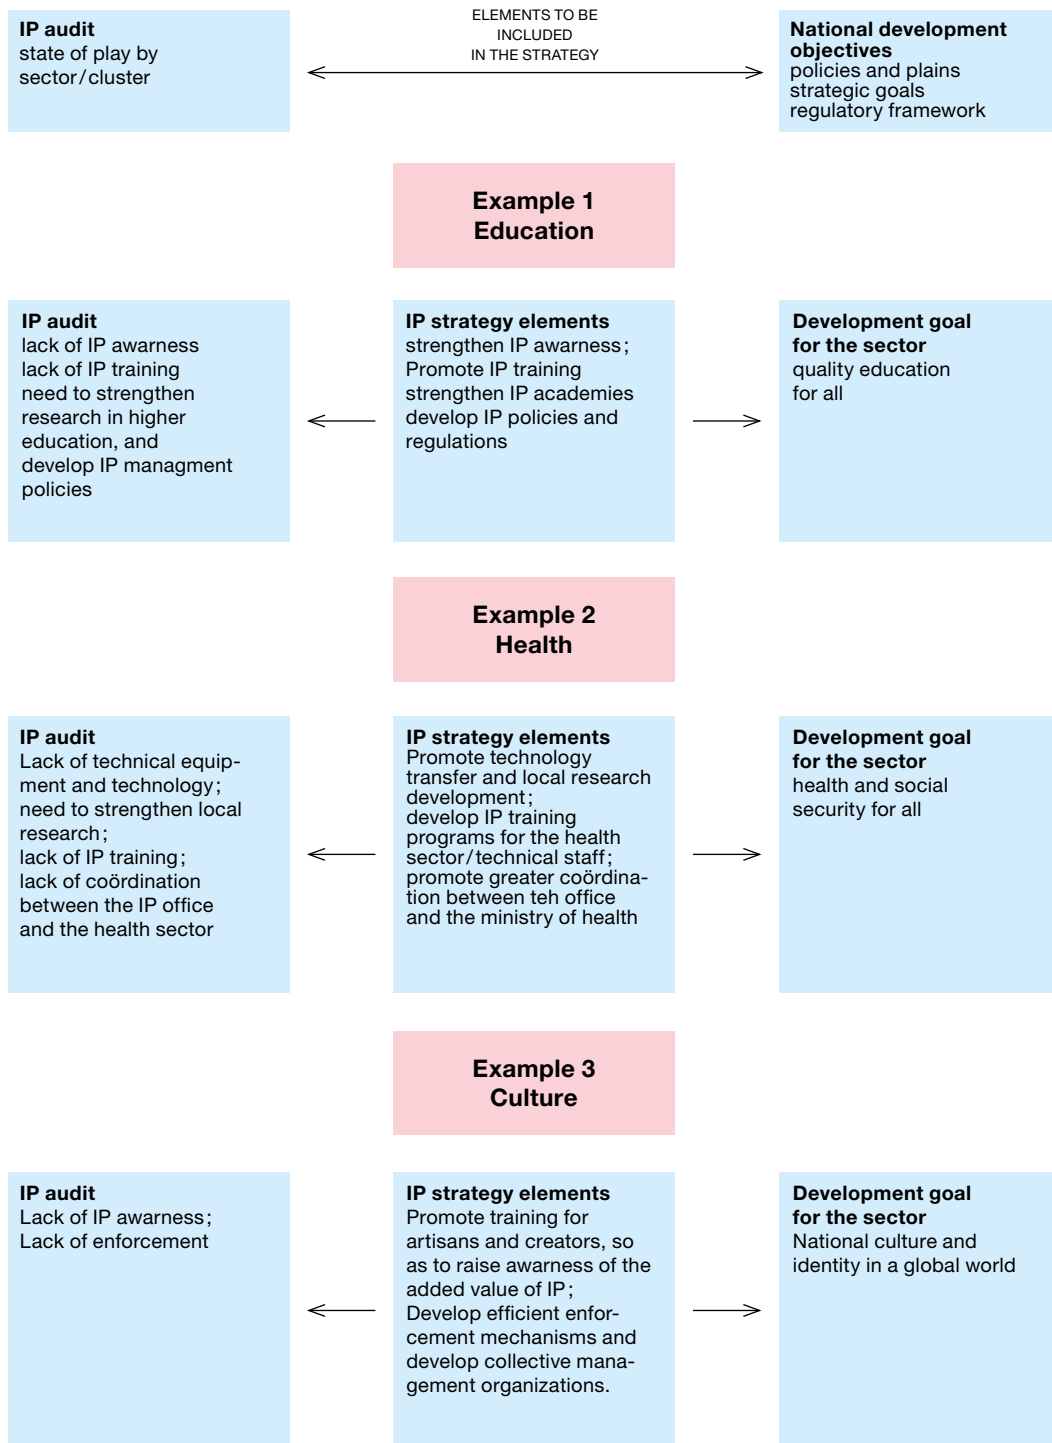 IP audit
state of play by
sector/cluster
ELEMENTS TO BE
INCLUDED
IN THE STRATEGY
National development
objectives
policies and plains
strategic goals
regulatory framework
Example 1
Education
IP audit
lack of IP awarness
lack of IP training
need to strengthen
research in higher
education, and
develop IP managment
policies
IP strategy elements
strengthen IP awarness;
Promote IP training
strengthen IP academies
develop IP policies and
regulations
Development goal
for the sector
quality education
for all
Example 2
Health
IP audit
Lack of technical equip-
ment and technology;
need to strengthen local
research;
lack of IP training;
lack of coördination
between the IP office
and the health sector
IP strategy elements
Promote technology
transfer and local research
development;
develop IP training
programs for the health
sector/technical staff;
promote greater coördina-
tion between teh office
and the ministry of health
Development goal
for the sector
health and social
security for all
Example 3
Culture
IP audit
Lack of IP awarness;
Lack of enforcement
IP strategy elements
Promote training for
artisans and creators, so
as to raise awareness of the
added value of IP;
Develop efficient enfor-
cement mechanisms and
develop collective mana-
gement organizations.
Development goal
for the sector
National culture and
identity in a global world